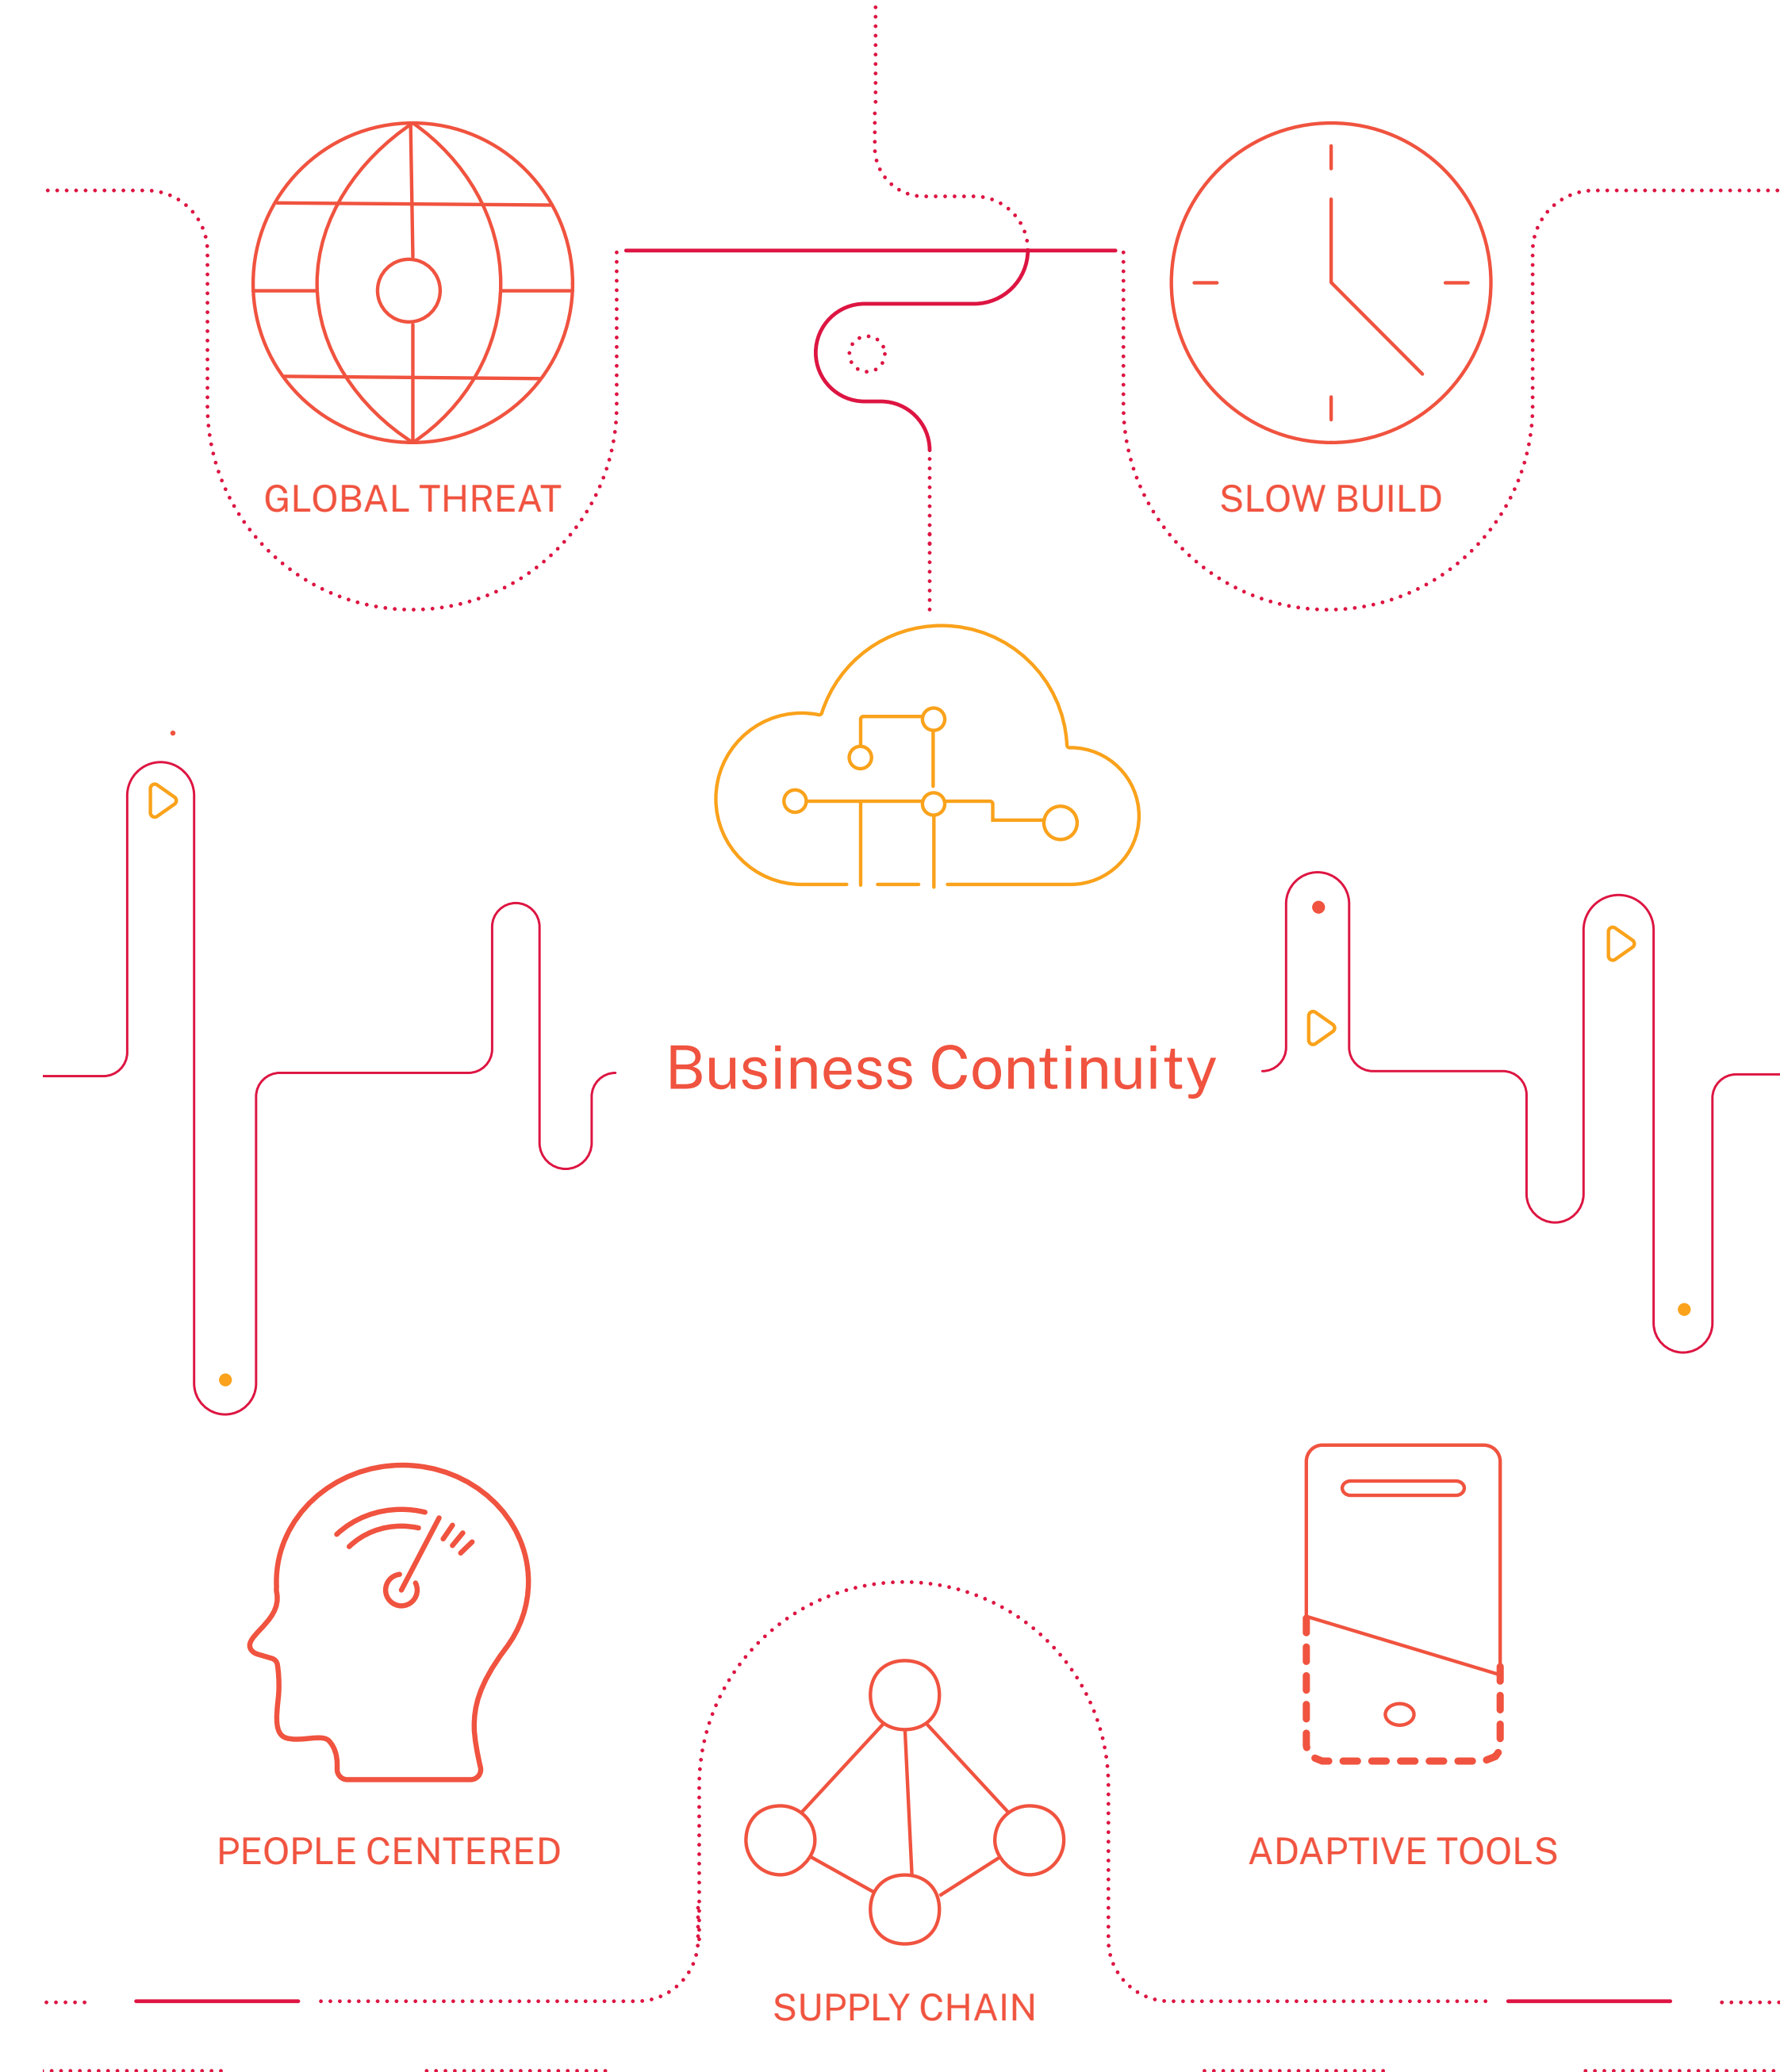 GLOBAL THREAT
SLOW BUILD
Business Continuity
PEOPLE CENTERED
ADAPTIVE TOOLS
SUPPLY CHAIN